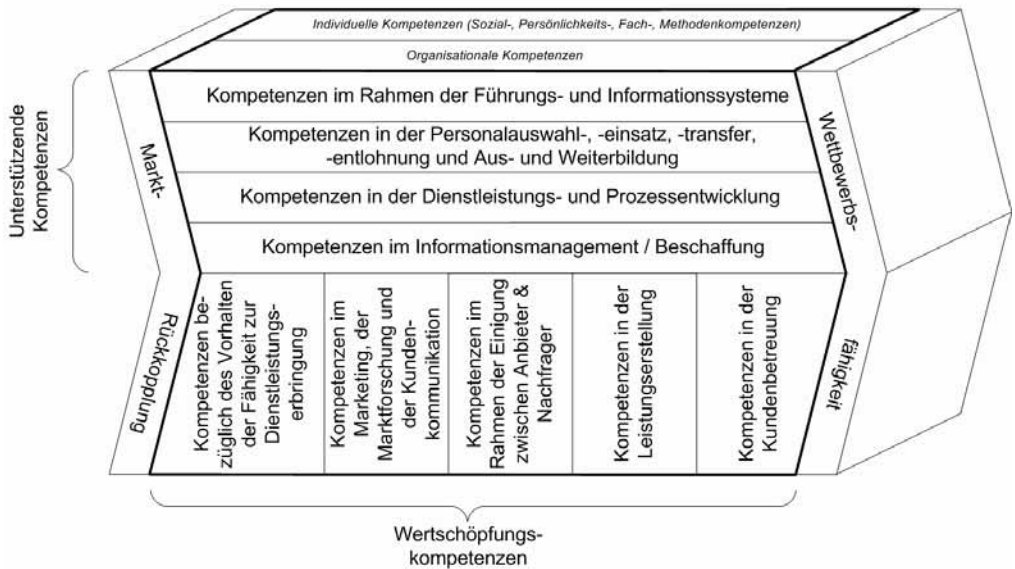 Individuelle Kompetenzen (Sozial-, Persönlichkeits-, Fach-, Methodenkompetenzen)
Organisationale Kompetenzen
Unterstützende
Kompetenzen
Markt-
Rückkopplung
Kompetenzen im Rahmen der Führungs- und Informationssysteme
Kompetenzen in der Personalauswahl-, -einsatz, -transfer,
-entlohnung und Aus- und Weiterbildung
Kompetenzen in der Dienstleistungs- und Prozessentwicklung
Kompetenzen im Informationsmanagement / Beschaffung
Wettbewerbs-
fähigkeit
Kompetenzen be-
züglich des Vorhalten
der Fähigkeit zur
Dienstleistungs-
erbringung
Kompetenzen im
Marketing, der
Marktforschung und
der Kunden-
kommunikation
Kompetenzen im
Rahmen der Einigung
zwischen Anbieter &
Nachfrager
Kompetenzen in der
Leistungserstellung
Kompetenzen in der
Kundenbetreuung
Wertschöpfungs-
kompetenzen